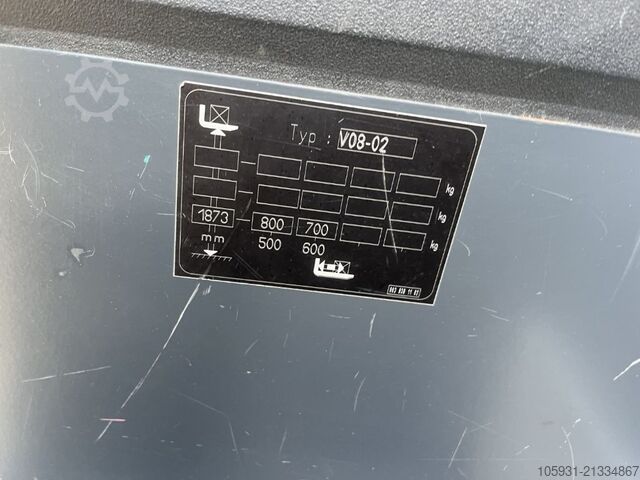 Typ : V08-02
kg
kg
1873 800 700 kg
mm 500 600
105931-21334867